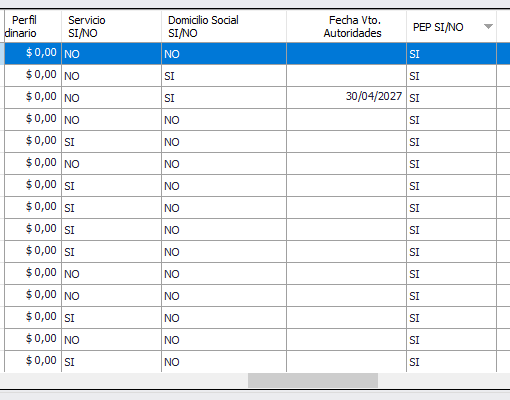 Perfil Servicio Domicilio Social Fecha Vto. PEP SI/NO
dinario SI/NO SI/NO Autoridades
$ 0,00 NO NO SI
$ 0,00 NO SI SI
$ 0,00 NO SI 30/04/2027 SI
$ 0,00 NO NO SI
$ 0,00 SI NO SI
$ 0,00 NO NO SI
$ 0,00 SI NO SI
$ 0,00 SI NO SI
$ 0,00 SI NO SI
$ 0,00 SI NO SI
$ 0,00 NO NO SI
$ 0,00 NO NO SI
$ 0,00 SI NO SI
$ 0,00 NO NO SI
$ 0,00 SI NO SI